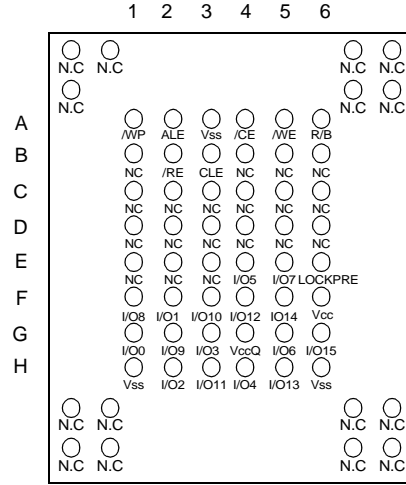 1 2 3 4 5 6
N.C N.C N.C N.C
N.C N.C N.C
A /WP ALE Vss /CE /WE R/B
B NC /RE CLE NC NC NC
C NC NC NC NC NC NC
D NC NC NC NC NC NC
E NC NC NC I/O5 I/O7 LOCKPRE
F I/O8 I/O1 I/O10 I/O12 IO14 Vcc
G I/O0 I/O9 I/O3 VccQ I/O6 I/O15
H Vss I/O2 I/O11 I/O4 I/O13 Vss
N.C N.C N.C N.C
N.C N.C N.C N.C